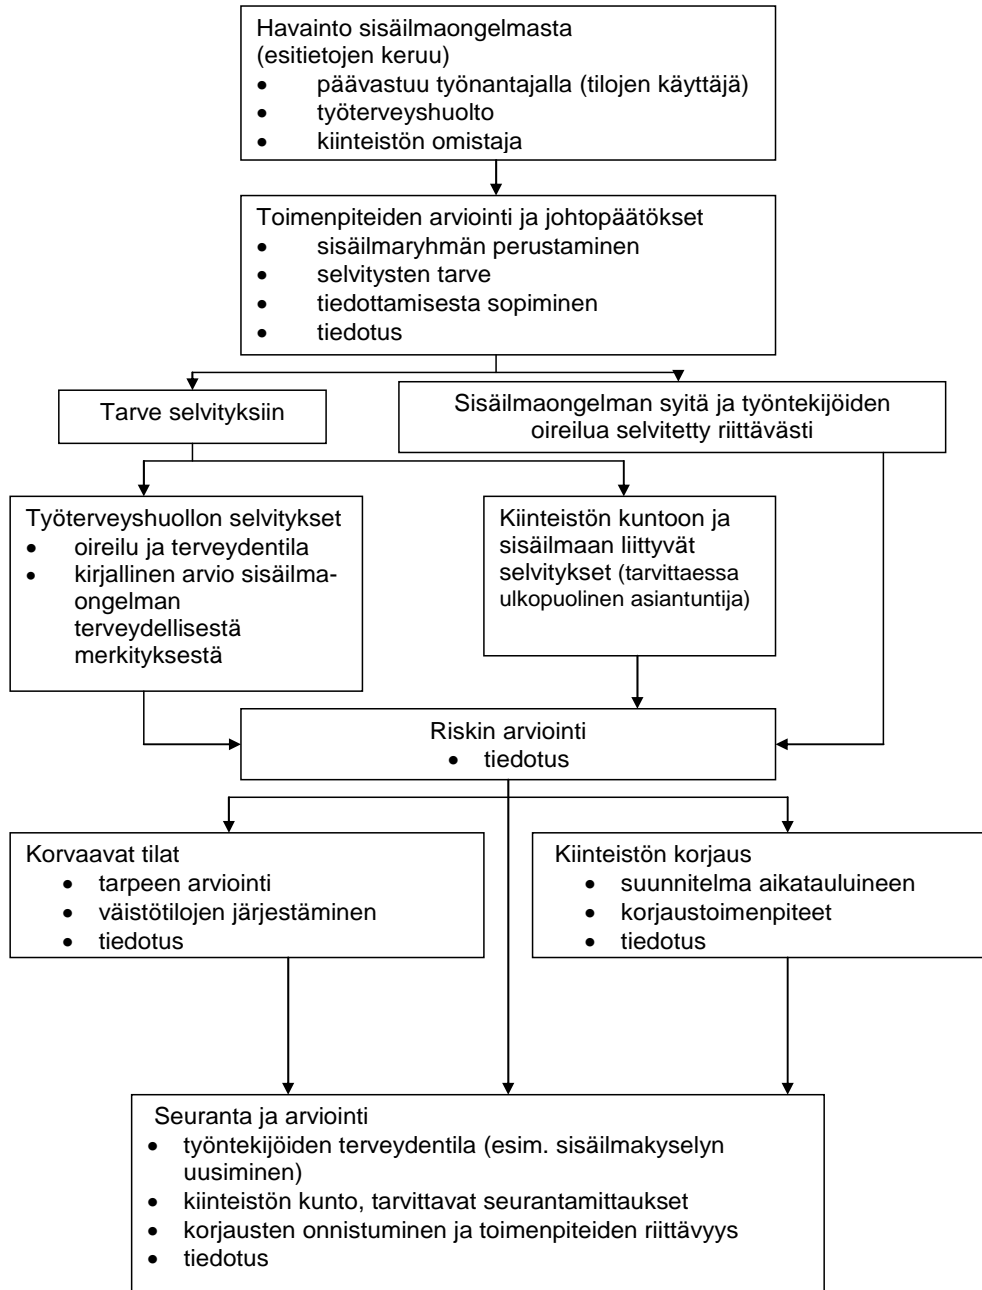 Havainto sisäilmaongelmasta
(esitietojen keruu)
• päävastuu työnantajalla (tilojen käyttäjä)
• työterveyshuolto
• kiinteistön omistaja
Toimenpiteiden arviointi ja johtopäätökset
• sisäilmaryhmän perustaminen
• selvitysten tarve
• tiedottamisesta sopiminen
• tiedotus
Tarve selvityksiin
Sisäilmaongelman syitä ja työntekijöiden
oireilua selvitetty riittävästi
Työterveyshuollon selvitykset
• oireilu ja terveydentila
• kirjallinen arvio sisäilma-
ongelman
terveydellisestä
merkityksestä
Kiinteistön kuntoon ja
sisäilmaan liittyvät
selvitykset (tarvittaessa
ulkopuolinen asiantuntija)
Riskin arviointi
• tiedotus
Korvaavat tilat
• tarpeen arviointi
• väistötilojen järjestäminen
• tiedotus
Kiinteistön korjaus
• suunnitelma aikatauluineen
• korjaustoimenpiteet
• tiedotus
Seuranta ja arviointi
• työntekijöiden terveydentila (esim. sisäilmakyselyn
uusiminen)
• kiinteistön kunto, tarvittavat seurantamittaukset
• korjausten onnistuminen ja toimenpiteiden riittävyys
• tiedotus